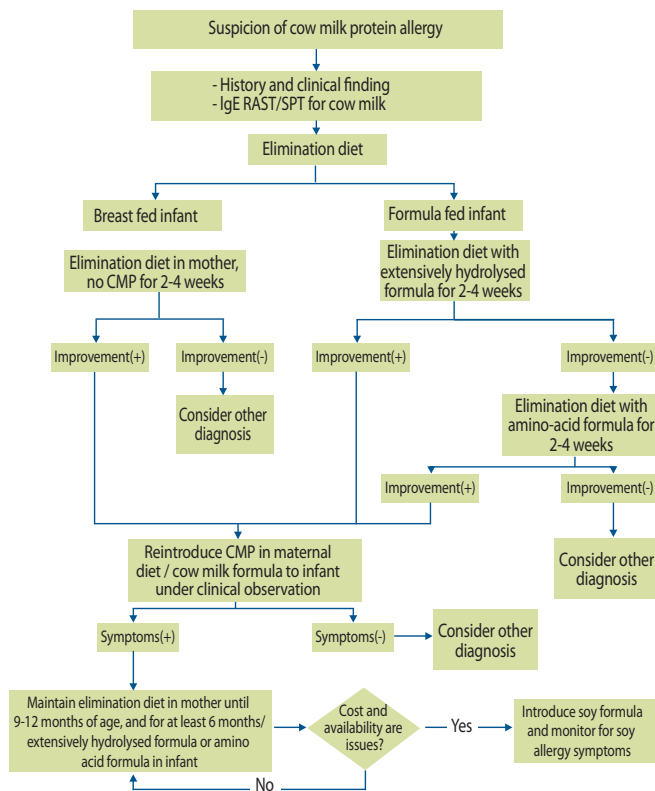 Suspicion of cow milk protein allergy
- History and clinical finding
- IgE RAST/SPT for cow milk
Elimination diet
Breast fed infant
Formula fed infant
Elimination diet in mother,
no CMP for 2-4 weeks
Elimination diet with
extensively hydrolysed
formula for 2-4 weeks
Improvement(+)
Improvement(-)
Improvement(+)
Improvement(-)
Consider other
diagnosis
Elimination diet with
amino-acid formula for
2-4 weeks
Improvement(+)
Improvement(-)
Reintroduce CMP in maternal
diet / cow milk formula to infant
under clinical observation
Consider other
diagnosis
Symptoms(+)
Symptoms(-)
Consider other
diagnosis
Maintain elimination diet in mother until
9-12 months of age, and for at least 6 months/
extensively hydrolysed formula or amino
acid formula in infant
Cost and
availability are
issues?
Yes
Introduce soy formula
and monitor for soy
allergy symptoms
No